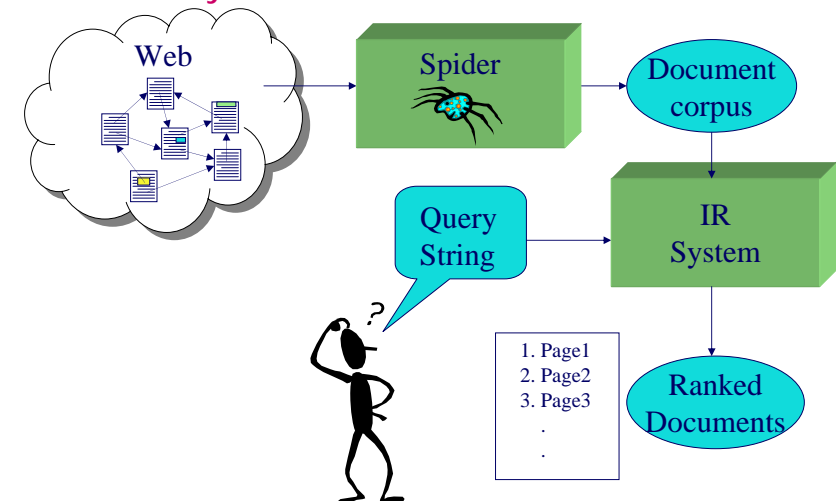 Web
Spider
Document
corpus
Query
String
IR
System
?
1. Page1
2. Page2
3. Page3
.
.
Ranked
Documents